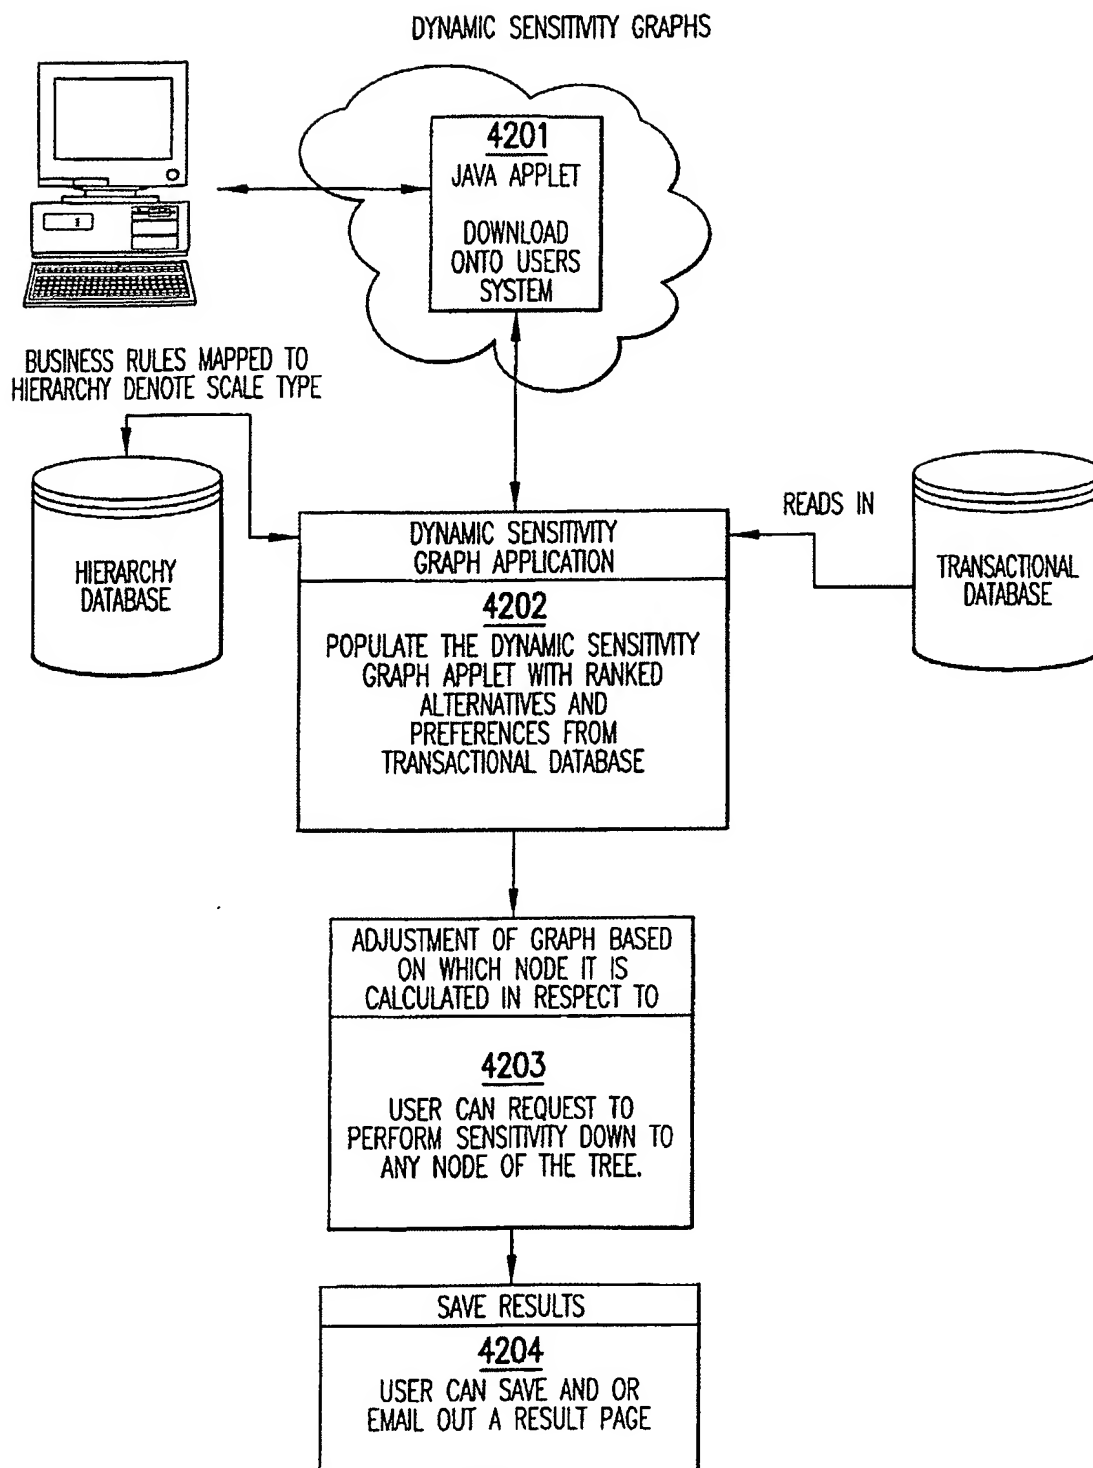 DYNAMIC SENSITIVITY GRAPHS
4201
JAVA APPLET
DOWNLOAD
ONTO USERS
SYSTEM
BUSINESS RULES MAPPED TO
HIERARCHY DENOTE SCALE TYPE
HIERARCHY
DATABASE
READS IN
TRANSACTIONAL
DATABASE
DYNAMIC SENSITIVITY
GRAPH APPLICATION
4202
POPULATE THE DYNAMIC SENSITIVITY
GRAPH APPLET WITH RANKED
ALTERNATIVES AND
PREFERENCES FROM
TRANSACTIONAL DATABASE
ADJUSTMENT OF GRAPH BASED
ON WHICH NODE IT IS
CALCULATED IN RESPECT TO
4203
USER CAN REQUEST TO
PERFORM SENSITIVITY DOWN TO
ANY NODE OF THE TREE.
SAVE RESULTS
4204
USER CAN SAVE AND OR
EMAIL OUT A RESULT PAGE